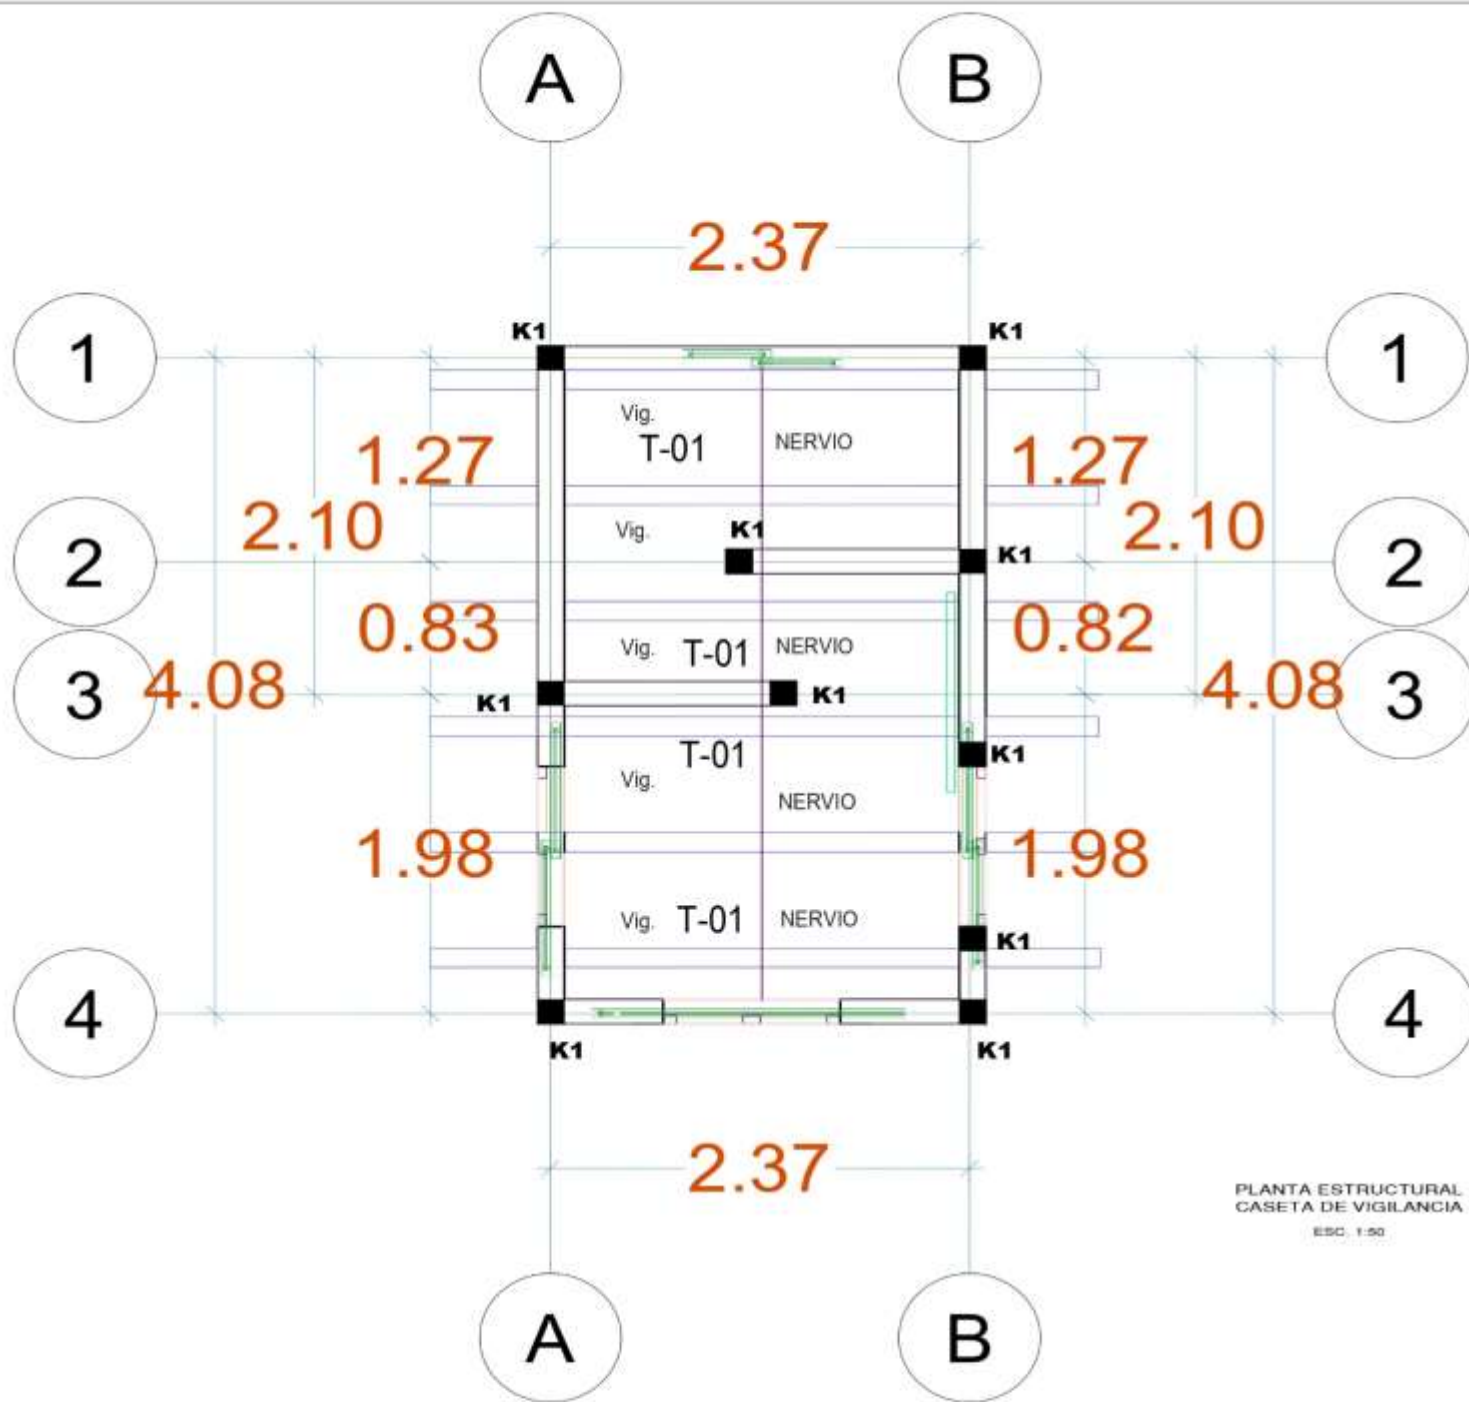 A B
2.37
K1 K1
1 1
Vig.
T-01 NERVIO
1.27 1.27
2.10 2.10
Vig. K1
K1
2 2
0.83 0.82
Vig. T-01 NERVIO
3 4.08 4.08 3
K1 K1
T-01 K1
Vig.
NERVIO
1.98 1.98
Vig. T-01 NERVIO
K1
4 4
K1 K1
2.37
PLANTA ESTRUCTURAL
CASETA DE VIGILANCIA
ESC. 1:50
A B